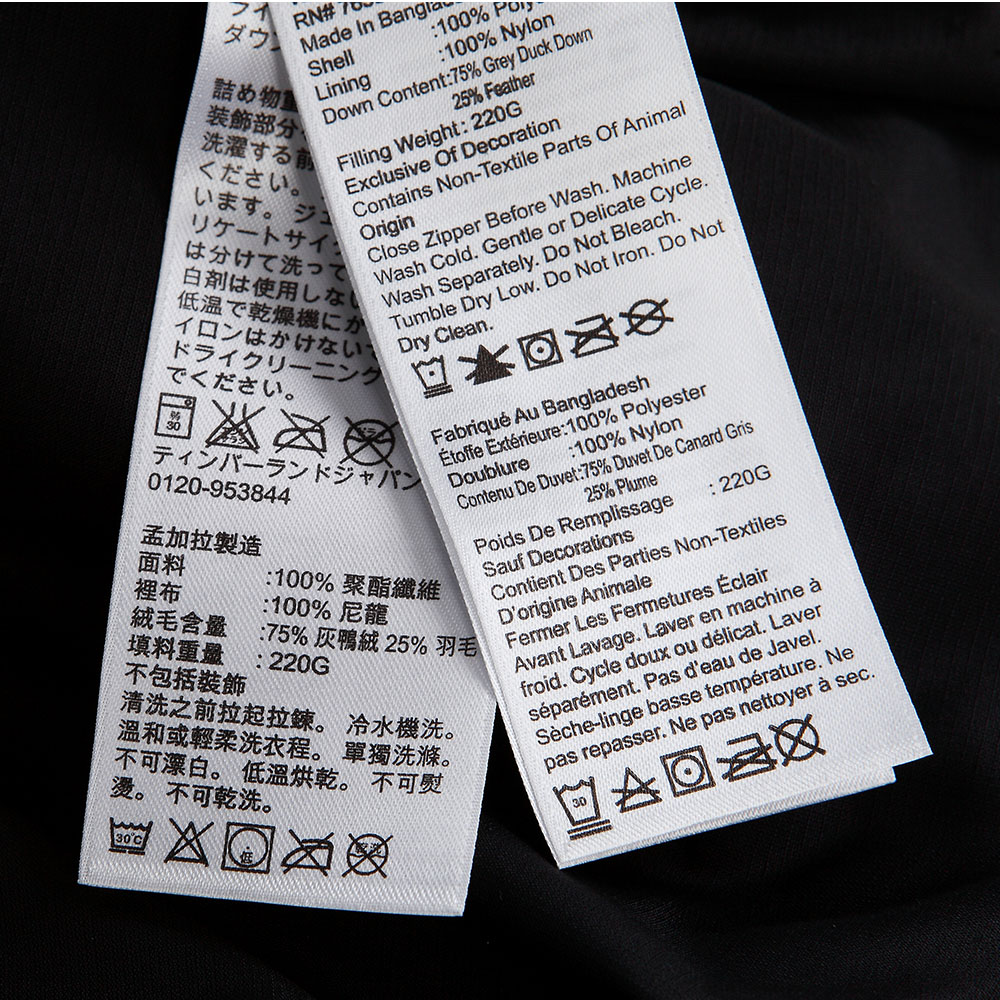 ダウン
詰め物重
装飾部分
洗濯する前
ください。
います。 ジ
リケートサイ
は分けて洗って
白剤は使用しない
低温で乾燥機にか
イロンはかけない
ドライクリーニング
でください。
弱
30
ティンバーランドジャパン
0120-953844
孟加拉製造
面料 :100% 聚酯纖維
裡布 :100% 尼龍
絨毛含量 :75% 灰鴨絨 25% 羽毛
填料重量 : 220G
不包括裝飾
清洗之前拉起拉鍊。 冷水機洗。
溫和或輕柔洗衣程。 單獨洗滌。
不可漂白。 低溫烘乾。 不可熨
燙。 不可乾洗。
30°C 低 乾洗
RN#
Made In Bangladesh
Shell :100% Poly
Lining :100% Nylon
Down Content:75% Grey Duck Down
25% Feather
Filling Weight : 220G
Exclusive Of Decoration
Contains Non-Textile Parts Of Animal
Origin
Close Zipper Before Wash. Machine
Wash Cold. Gentle or Delicate Cycle.
Wash Separately. Do Not Bleach.
Tumble Dry Low. Do Not Iron. Do Not
Dry Clean.
Fabriqué Au Bangladesh
Étoffe Extérieure:100% Polyester
Doublure :100% Nylon
Contenu De Duvet:75% Duvet De Canard Gris
25% Plume
Poids De Remplissage : 220G
Sauf Decorations
Contient Des Parties Non-Textiles
D'origine Animale
Fermer Les Fermetures Éclair
Avant Lavage. Laver en machine à
froid. Cycle doux ou délicat. Laver
séparément. Pas d'eau de Javel.
Sèche-linge basse température. Ne
pas repasser. Ne pas nettoyer à sec.
30